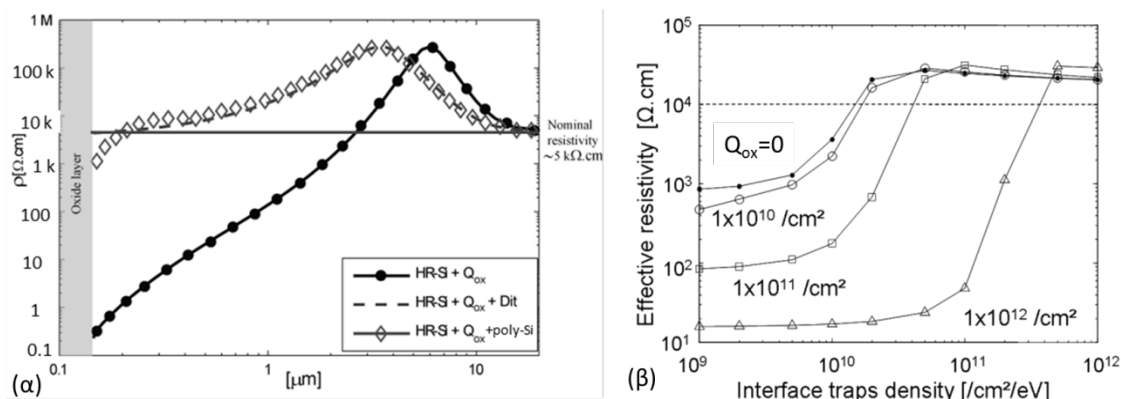 1 M
100 k
10 k
5 k
1 k
100
10
1
0.1
ρ[Ω.cm]
Oxide layer
Nominal
resistivity
~5 kΩ.cm
HR-Si + Qox
HR-Si + Qox + Dit
HR-Si + Qox +poly-Si
0.1
1
10
[μm]
(α)
10⁵
10⁴
10³
10²
10¹
Effective resistivity [Ω.cm]
Qox=0
1x10¹⁰ /cm²
1x10¹¹ /cm²
1x10¹² /cm²
10⁹
10¹⁰
10¹¹
10¹²
Interface traps density [/cm²/eV]
(β)